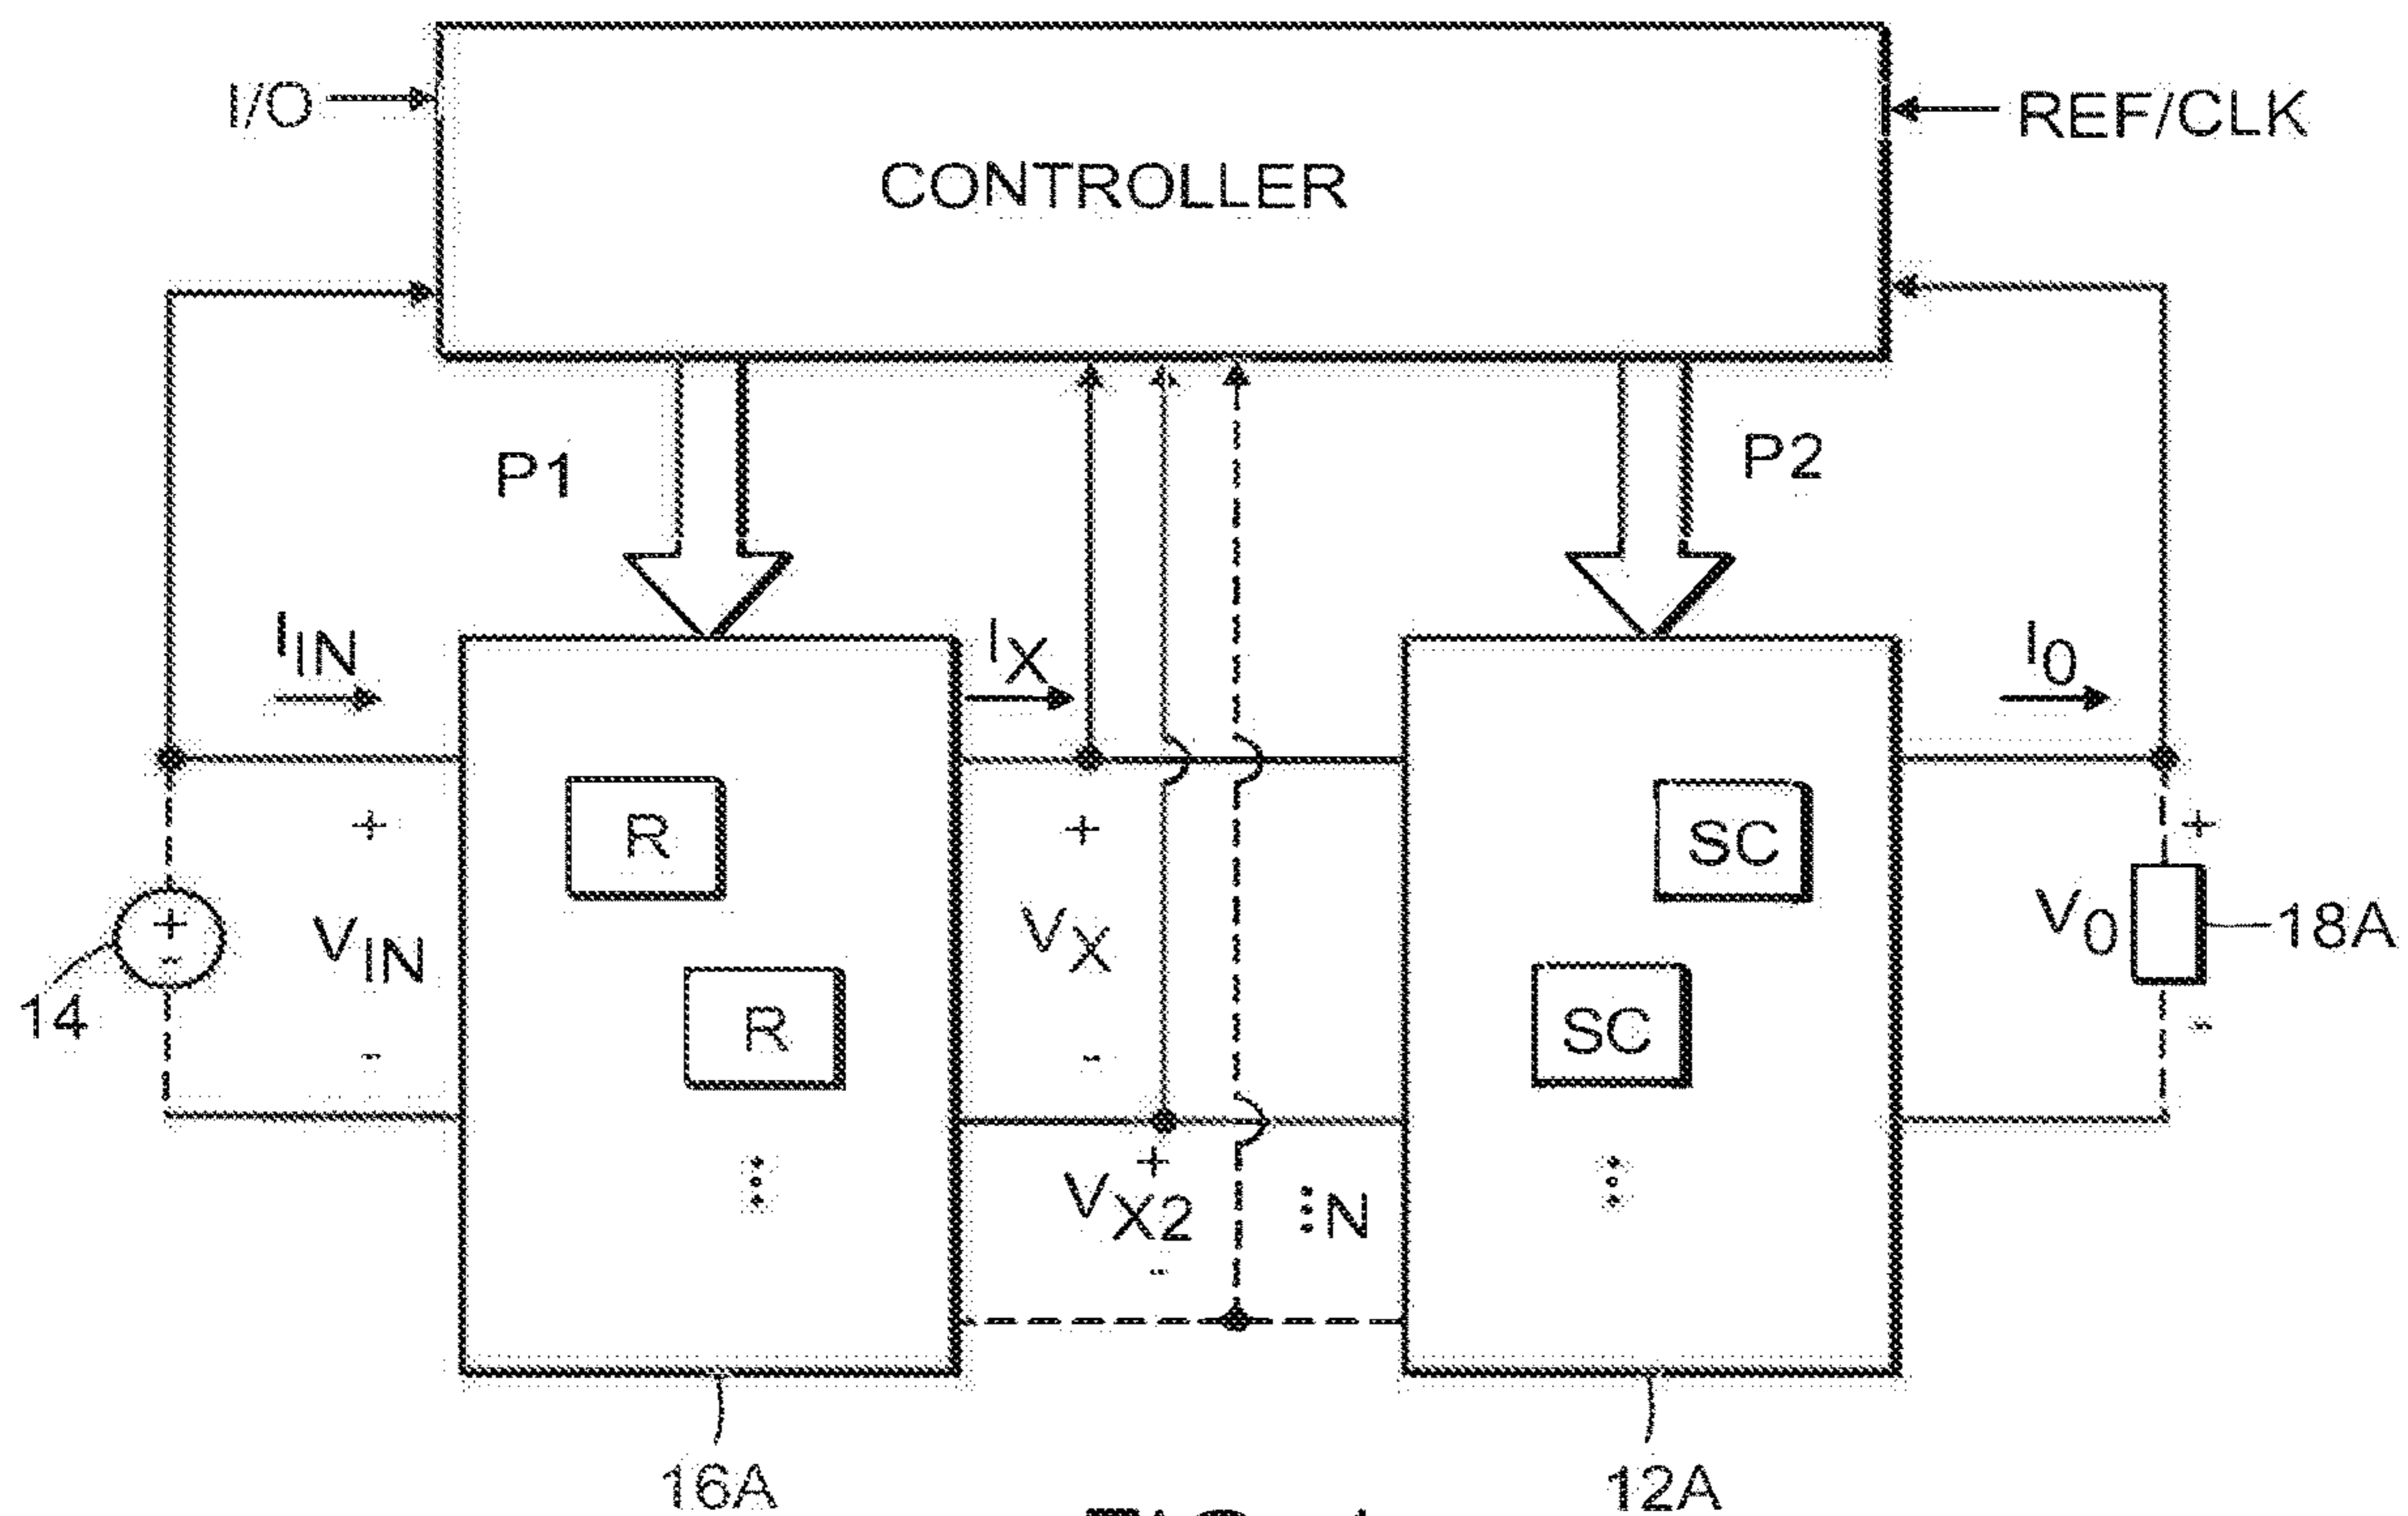 I/O
REF/CLK
CONTROLLER
P1
P2
IIN
IX
I0
R
SC
+
+
+
+
-
VIN
VX
V0
14
18A
R
SC
-
-
-
+
VX2
-
⋮N
16A
12A